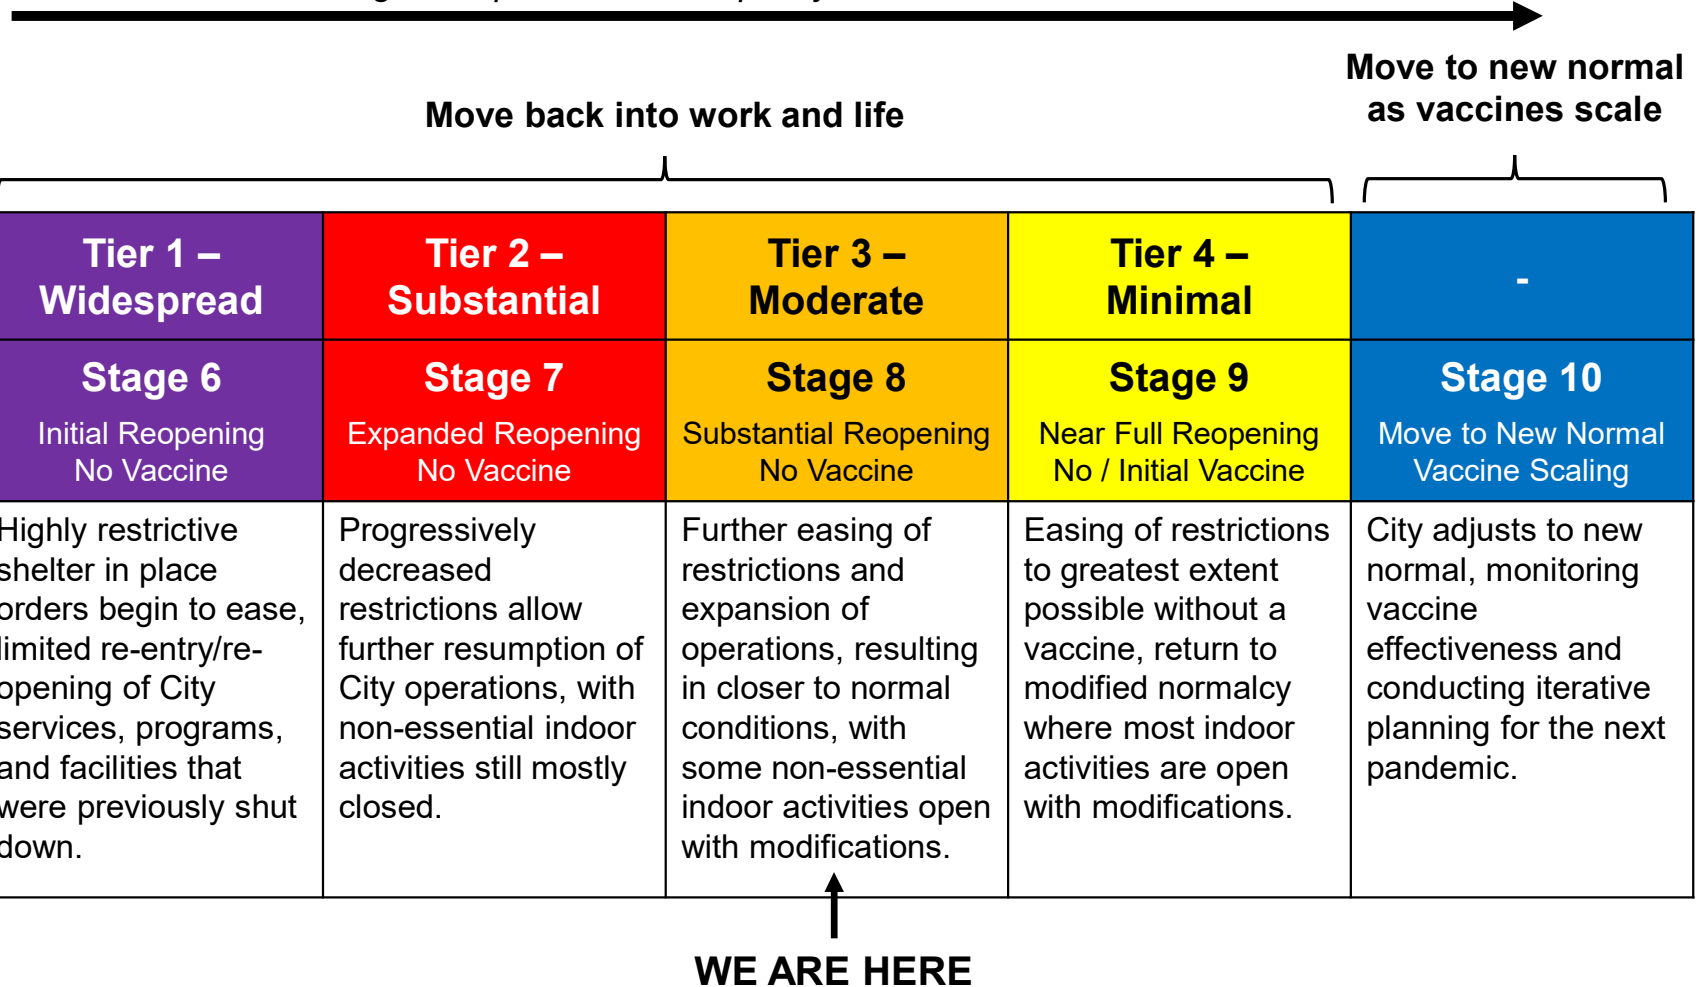 Move to new normal
as vaccines scale
Move back into work and life
Tier 1 –
Widespread
Tier 2 –
Substantial
Tier 3 –
Moderate
Tier 4 –
Minimal
-
Stage 6
Initial Reopening
No Vaccine
Stage 7
Expanded Reopening
No Vaccine
Stage 8
Substantial Reopening
No Vaccine
Stage 9
Near Full Reopening
No / Initial Vaccine
Stage 10
Move to New Normal
Vaccine Scaling
Highly restrictive
shelter in place
orders begin to ease,
limited re-entry/re-
opening of City
services, programs,
and facilities that
were previously shut
down.
Progressively
decreased
restrictions allow
further resumption of
City operations, with
non-essential indoor
activities still mostly
closed.
Further easing of
restrictions and
expansion of
operations, resulting
in closer to normal
conditions, with
some non-essential
indoor activities open
with modifications.
Easing of restrictions
to greatest extent
possible without a
vaccine, return to
modified normalcy
where most indoor
activities are open
with modifications.
City adjusts to new
normal, monitoring
vaccine
effectiveness and
conducting iterative
planning for the next
pandemic.
WE ARE HERE